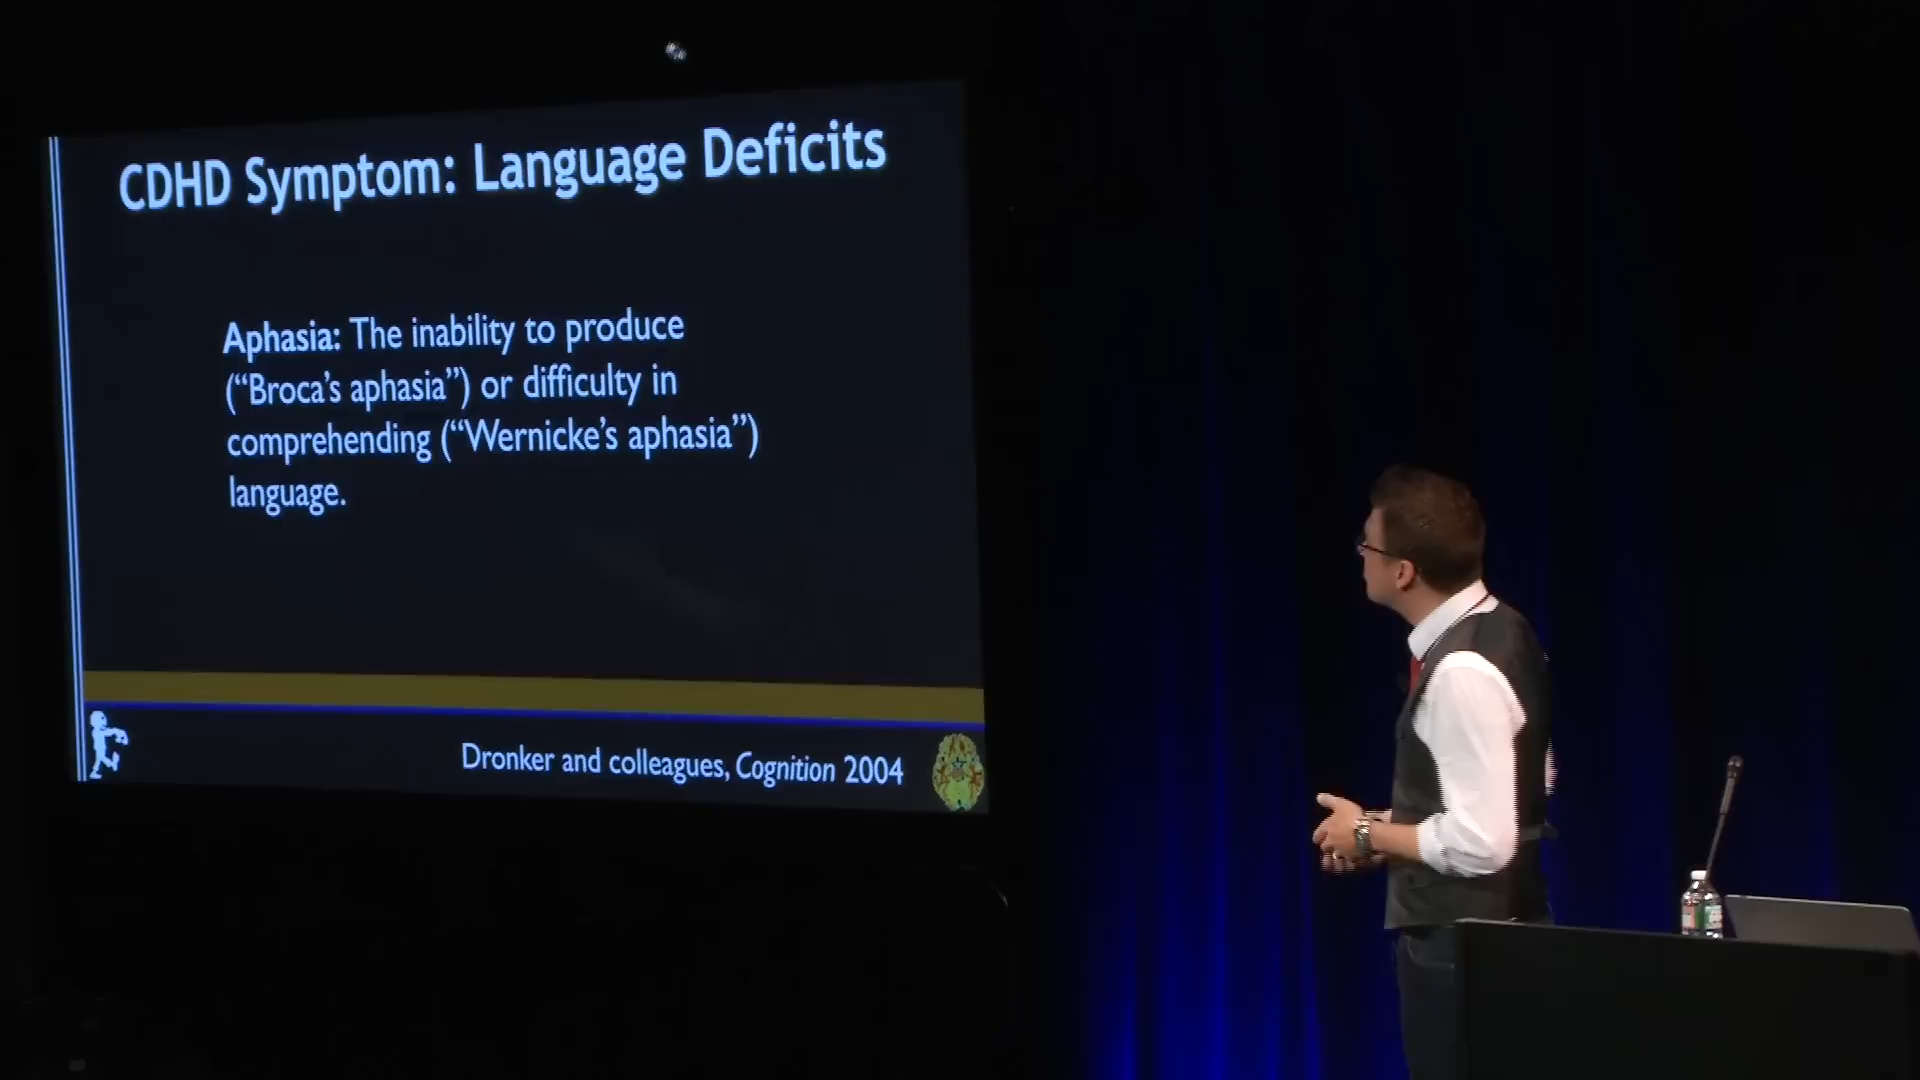 CDHD Symptom: Language Deficits
Aphasia: The inability to produce
("Broca's aphasia") or difficulty in
comprehending ("Wernicke's aphasia")
language.
Dronker and colleagues, Cognition 2004